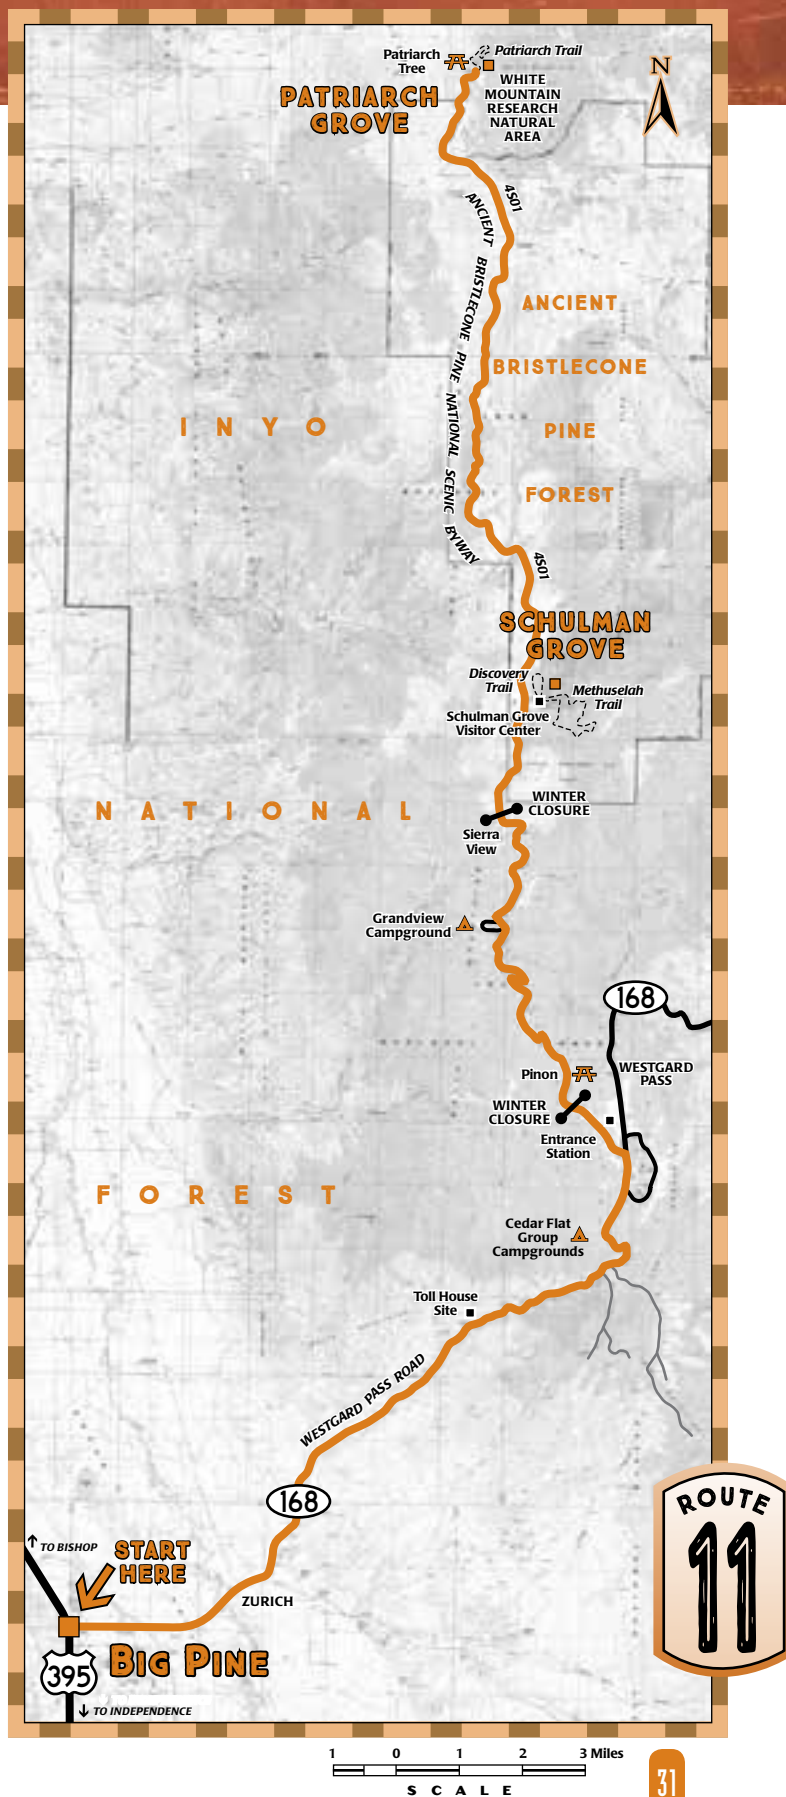 Patriarch
Tree
Patriarch Trail
N
PATRIARCH
GROVE
WHITE
MOUNTAIN
RESEARCH
NATURAL
AREA
4S01
ANCIENT BRISTLECONE PINE NATIONAL SCENIC BYWAY
ANCIENT
BRISTLECONE
PINE
FOREST
INYO
4S01
SCHULMAN
GROVE
Discovery
Trail
Methuselah
Trail
Schulman Grove
Visitor Center
WINTER
CLOSURE
NATIONAL
Sierra
View
Grandview
Campground
168
Pinon
WESTGARD
PASS
WINTER
CLOSURE
Entrance
Station
FOREST
Cedar Flat
Group
Campgrounds
Toll House
Site
WESTGARD PASS ROAD
168
ROUTE
11
TO BISHOP
START
HERE
ZURICH
BIG PINE
395
TO INDEPENDENCE
1 0 1 2 3 Miles
SCALE
31